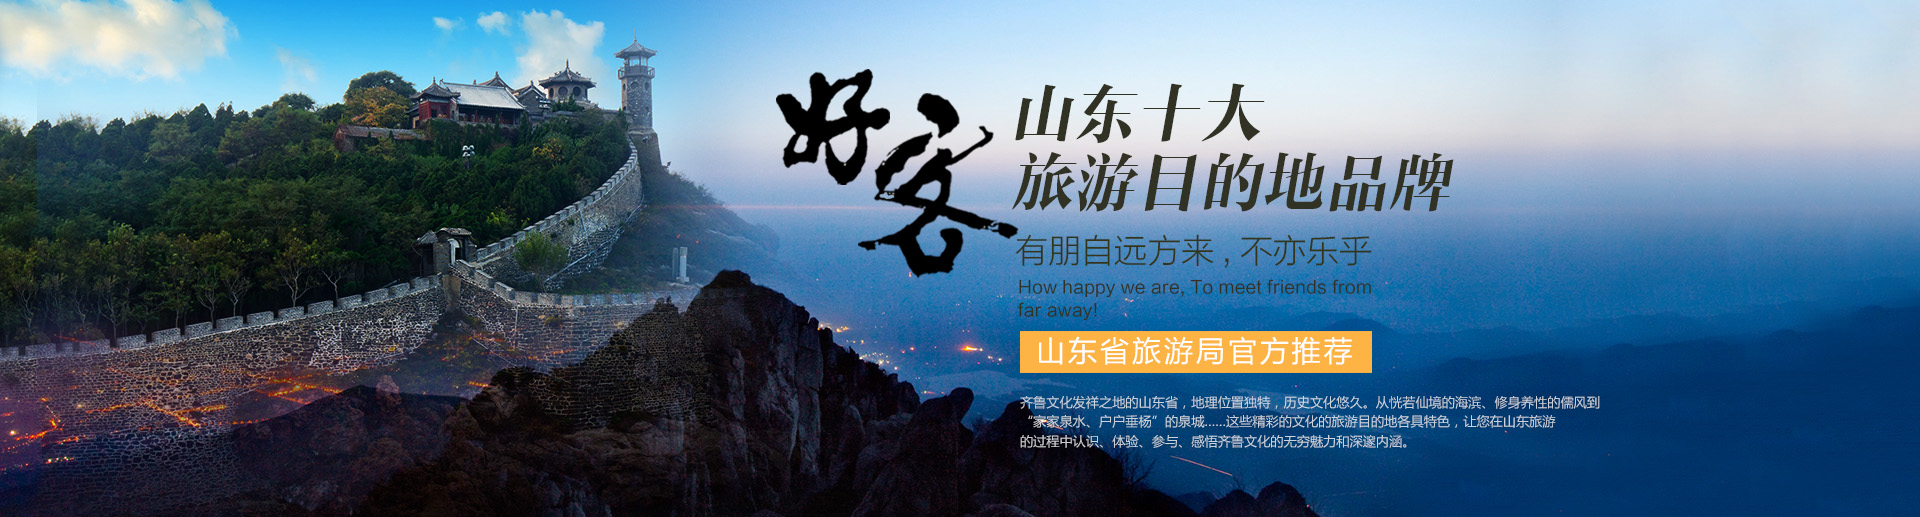 好客
山东十大
旅游目的地品牌
有朋自远方来，不亦乐乎
How happy we are, To meet friends from
far away!
山东省旅游局官方推荐
齐鲁文化发祥之地的山东省，地理位置独特，历史文化悠久。从恍若仙境的海滨、修身养性的儒风到
“家家泉水、户户垂杨”的泉城......这些精彩的文化的旅游目的地各具特色，让您在山东旅游
的过程中认识、体验、参与、感悟齐鲁文化的无穷魅力和深邃内涵。